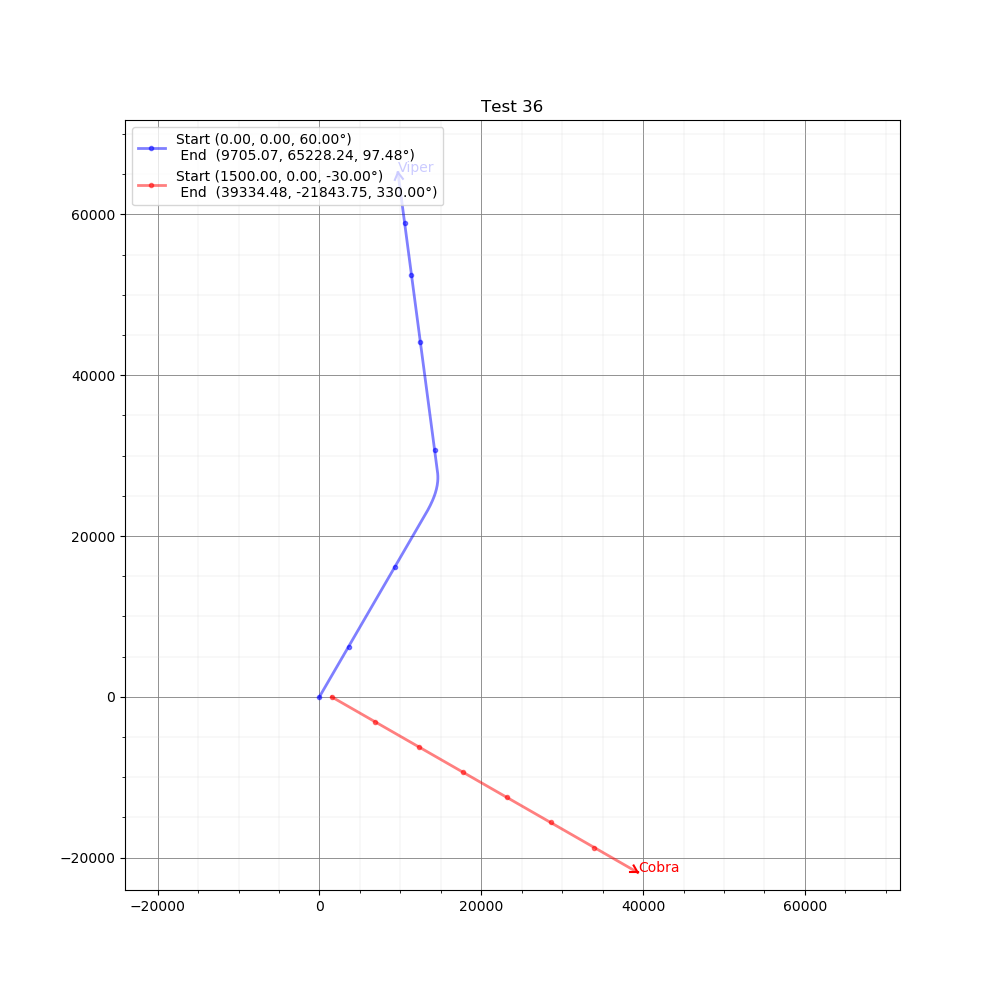 Test 36
Start (0.00, 0.00, 60.00°)
End (9705.07, 65228.24, 97.48°)
Viper
Start (1500.00, 0.00, -30.00°)
End (39334.48, -21843.75, 330.00°)
60000
40000
20000
0
−20000
Cobra
−20000
0
20000
40000
60000